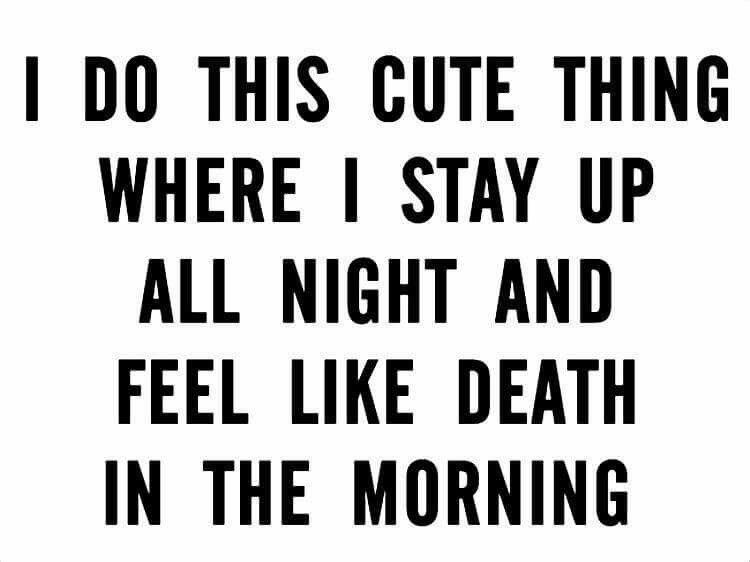 I DO THIS CUTE THING
WHERE I STAY UP
ALL NIGHT AND
FEEL LIKE DEATH
IN THE MORNING